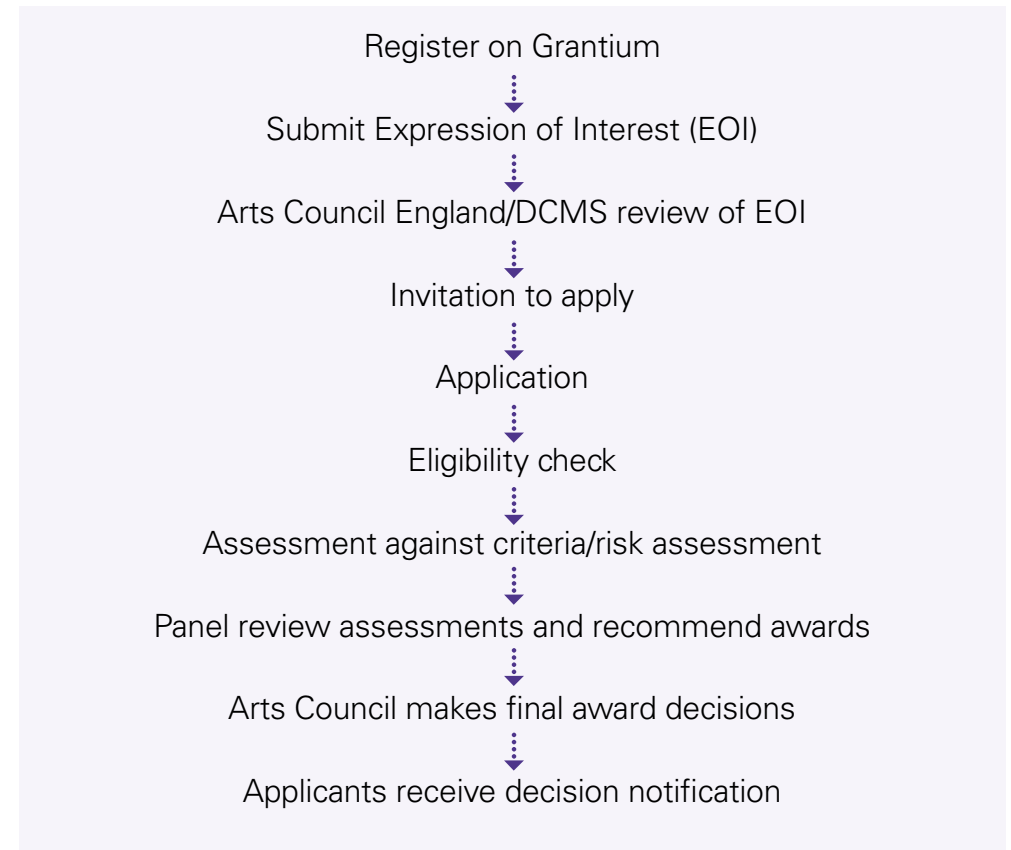 Register on Grantium
Submit Expression of Interest (EOI)
Arts Council England/DCMS review of EOI
Invitation to apply
Application
Eligibility check
Assessment against criteria/risk assessment
Panel review assessments and recommend awards
Arts Council makes final award decisions
Applicants receive decision notification